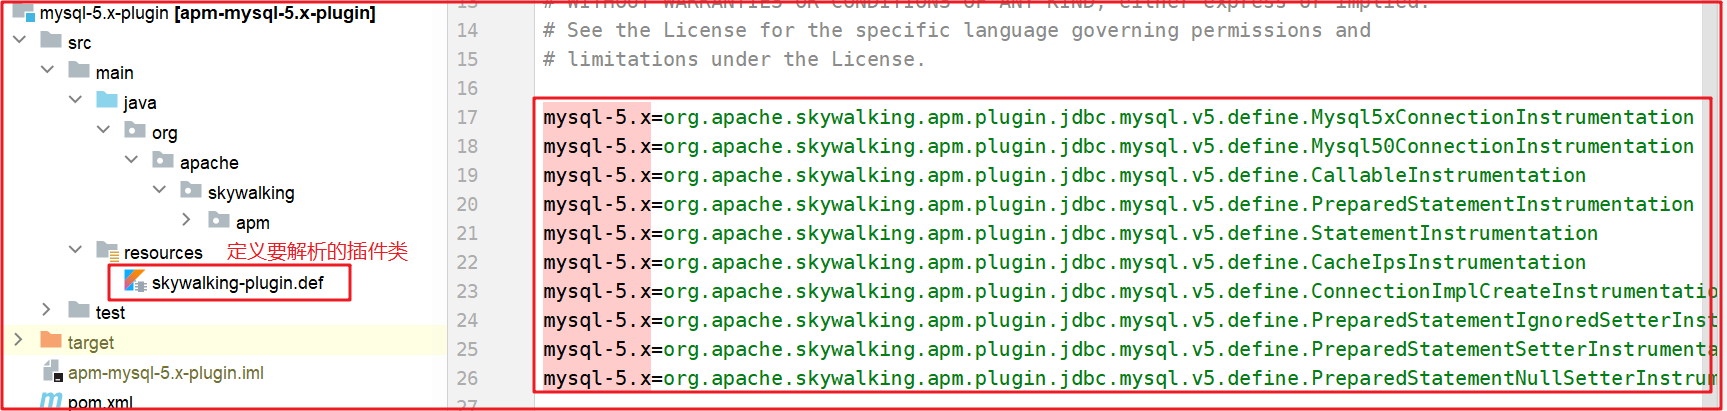 mysql-5.x-plugin [apm-mysql-5.x-plugin]
src
main
java
org
apache
skywalking
apm
resources 定义要解析的插件类
skywalking-plugin.def
test
target
apm-mysql-5.x-plugin.iml
pom.xml
13 # WITHOUT WARRANTIES OR CONDITIONS OF ANY KIND, either express or implied.
14 # See the License for the specific language governing permissions and
15 # limitations under the License.
16
17 mysql-5.x=org.apache.skywalking.apm.plugin.jdbc.mysql.v5.define.Mysql5xConnectionInstrumentation
18 mysql-5.x=org.apache.skywalking.apm.plugin.jdbc.mysql.v5.define.Mysql50ConnectionInstrumentation
19 mysql-5.x=org.apache.skywalking.apm.plugin.jdbc.mysql.v5.define.CallableInstrumentation
20 mysql-5.x=org.apache.skywalking.apm.plugin.jdbc.mysql.v5.define.PreparedStatementInstrumentation
21 mysql-5.x=org.apache.skywalking.apm.plugin.jdbc.mysql.v5.define.StatementInstrumentation
22 mysql-5.x=org.apache.skywalking.apm.plugin.jdbc.mysql.v5.define.CacheIpsInstrumentation
23 mysql-5.x=org.apache.skywalking.apm.plugin.jdbc.mysql.v5.define.ConnectionImplCreateInstrumentatio
24 mysql-5.x=org.apache.skywalking.apm.plugin.jdbc.mysql.v5.define.PreparedStatementIgnoredSetterInst
25 mysql-5.x=org.apache.skywalking.apm.plugin.jdbc.mysql.v5.define.PreparedStatementSetterInstrumenta
26 mysql-5.x=org.apache.skywalking.apm.plugin.jdbc.mysql.v5.define.PreparedStatementNullSetterInstrum
27